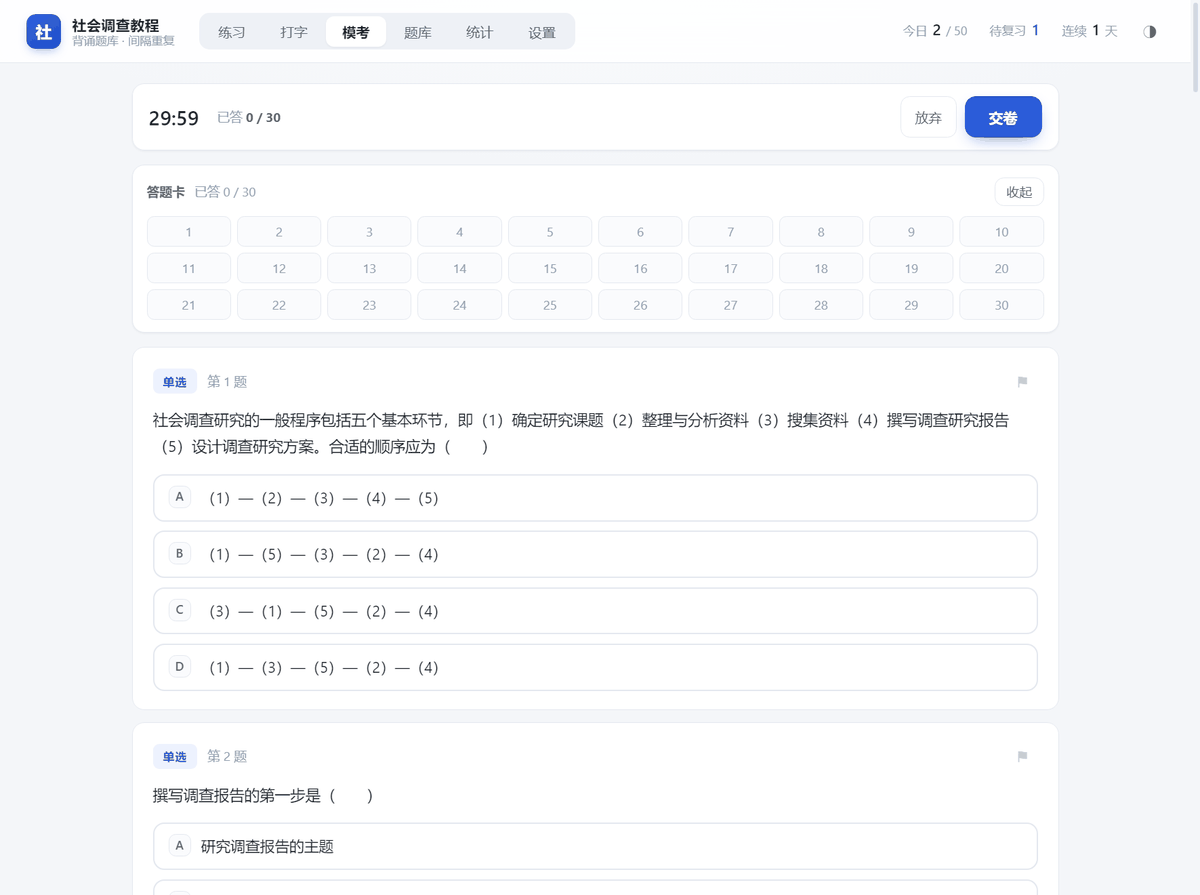 社
社会调查教程
背诵题库 · 间隔重复
练习 打字 模考 题库 统计 设置
今日 2 / 50 待复习 1 连续 1 天
29:59 已答 0 / 30
放弃 交卷
答题卡 已答 0 / 30 收起
1 2 3 4 5 6 7 8 9 10
11 12 13 14 15 16 17 18 19 20
21 22 23 24 25 26 27 28 29 30
单选 第 1 题
社会调查研究的一般程序包括五个基本环节，即（1）确定研究课题（2）整理与分析资料（3）搜集资料（4）撰写调查研究报告
（5）设计调查研究方案。合适的顺序应为（　　）
A （1）—（2）—（3）—（4）—（5）
B （1）—（5）—（3）—（2）—（4）
C （3）—（1）—（5）—（2）—（4）
D （1）—（3）—（5）—（2）—（4）
单选 第 2 题
撰写调查报告的第一步是（　　）
A 研究调查报告的主题